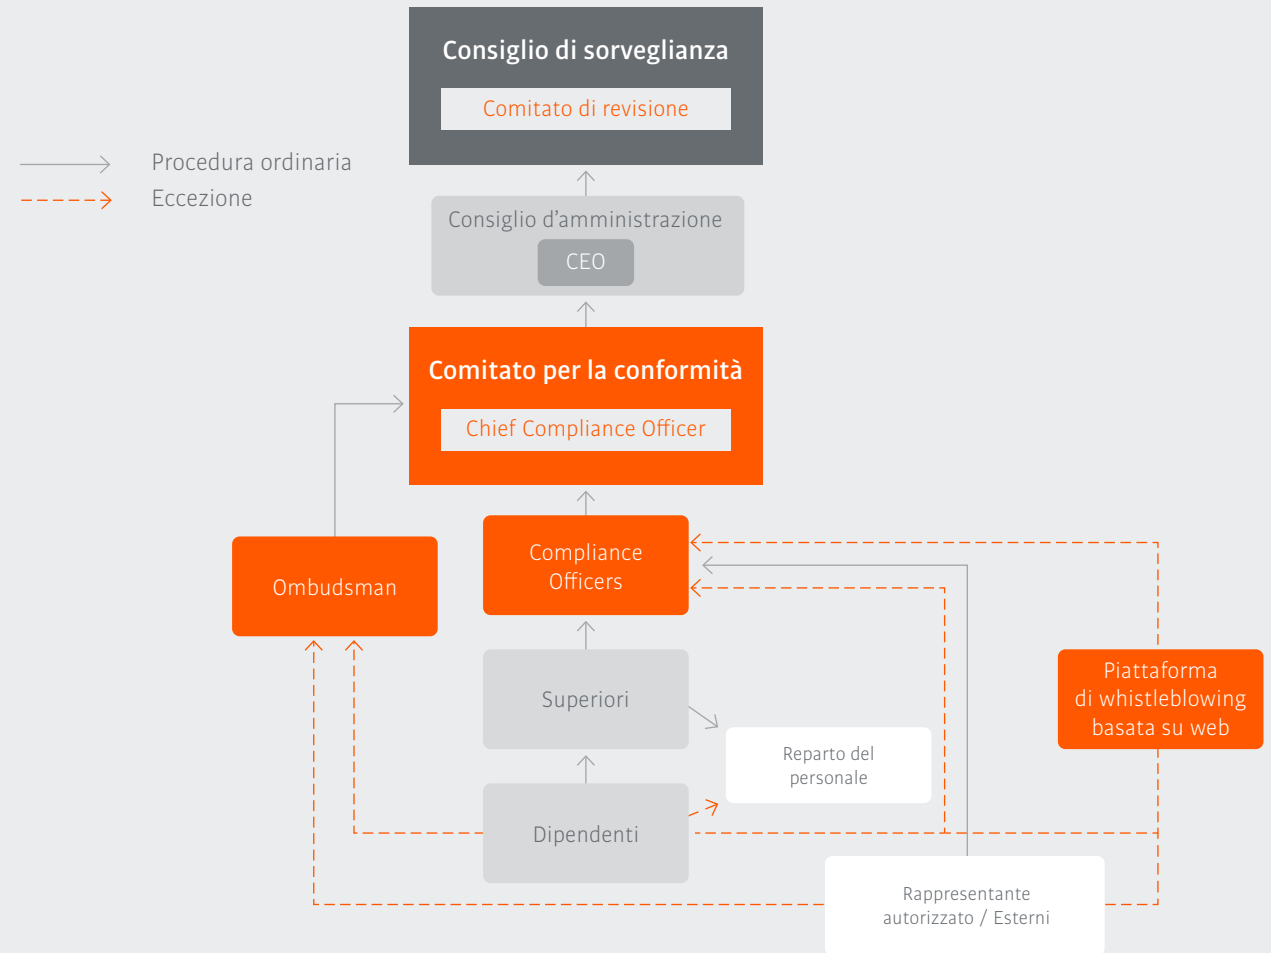 Consiglio di sorveglianza
Comitato di revisione
Procedura ordinaria
Eccezione
Consiglio d’amministrazione
CEO
Comitato per la conformità
Chief Compliance Officer
Compliance
Officers
Ombudsman
Superiori
Piattaforma
di whistleblowing
basata su web
Reparto del
personale
Dipendenti
Rappresentante
autorizzato / Esterni